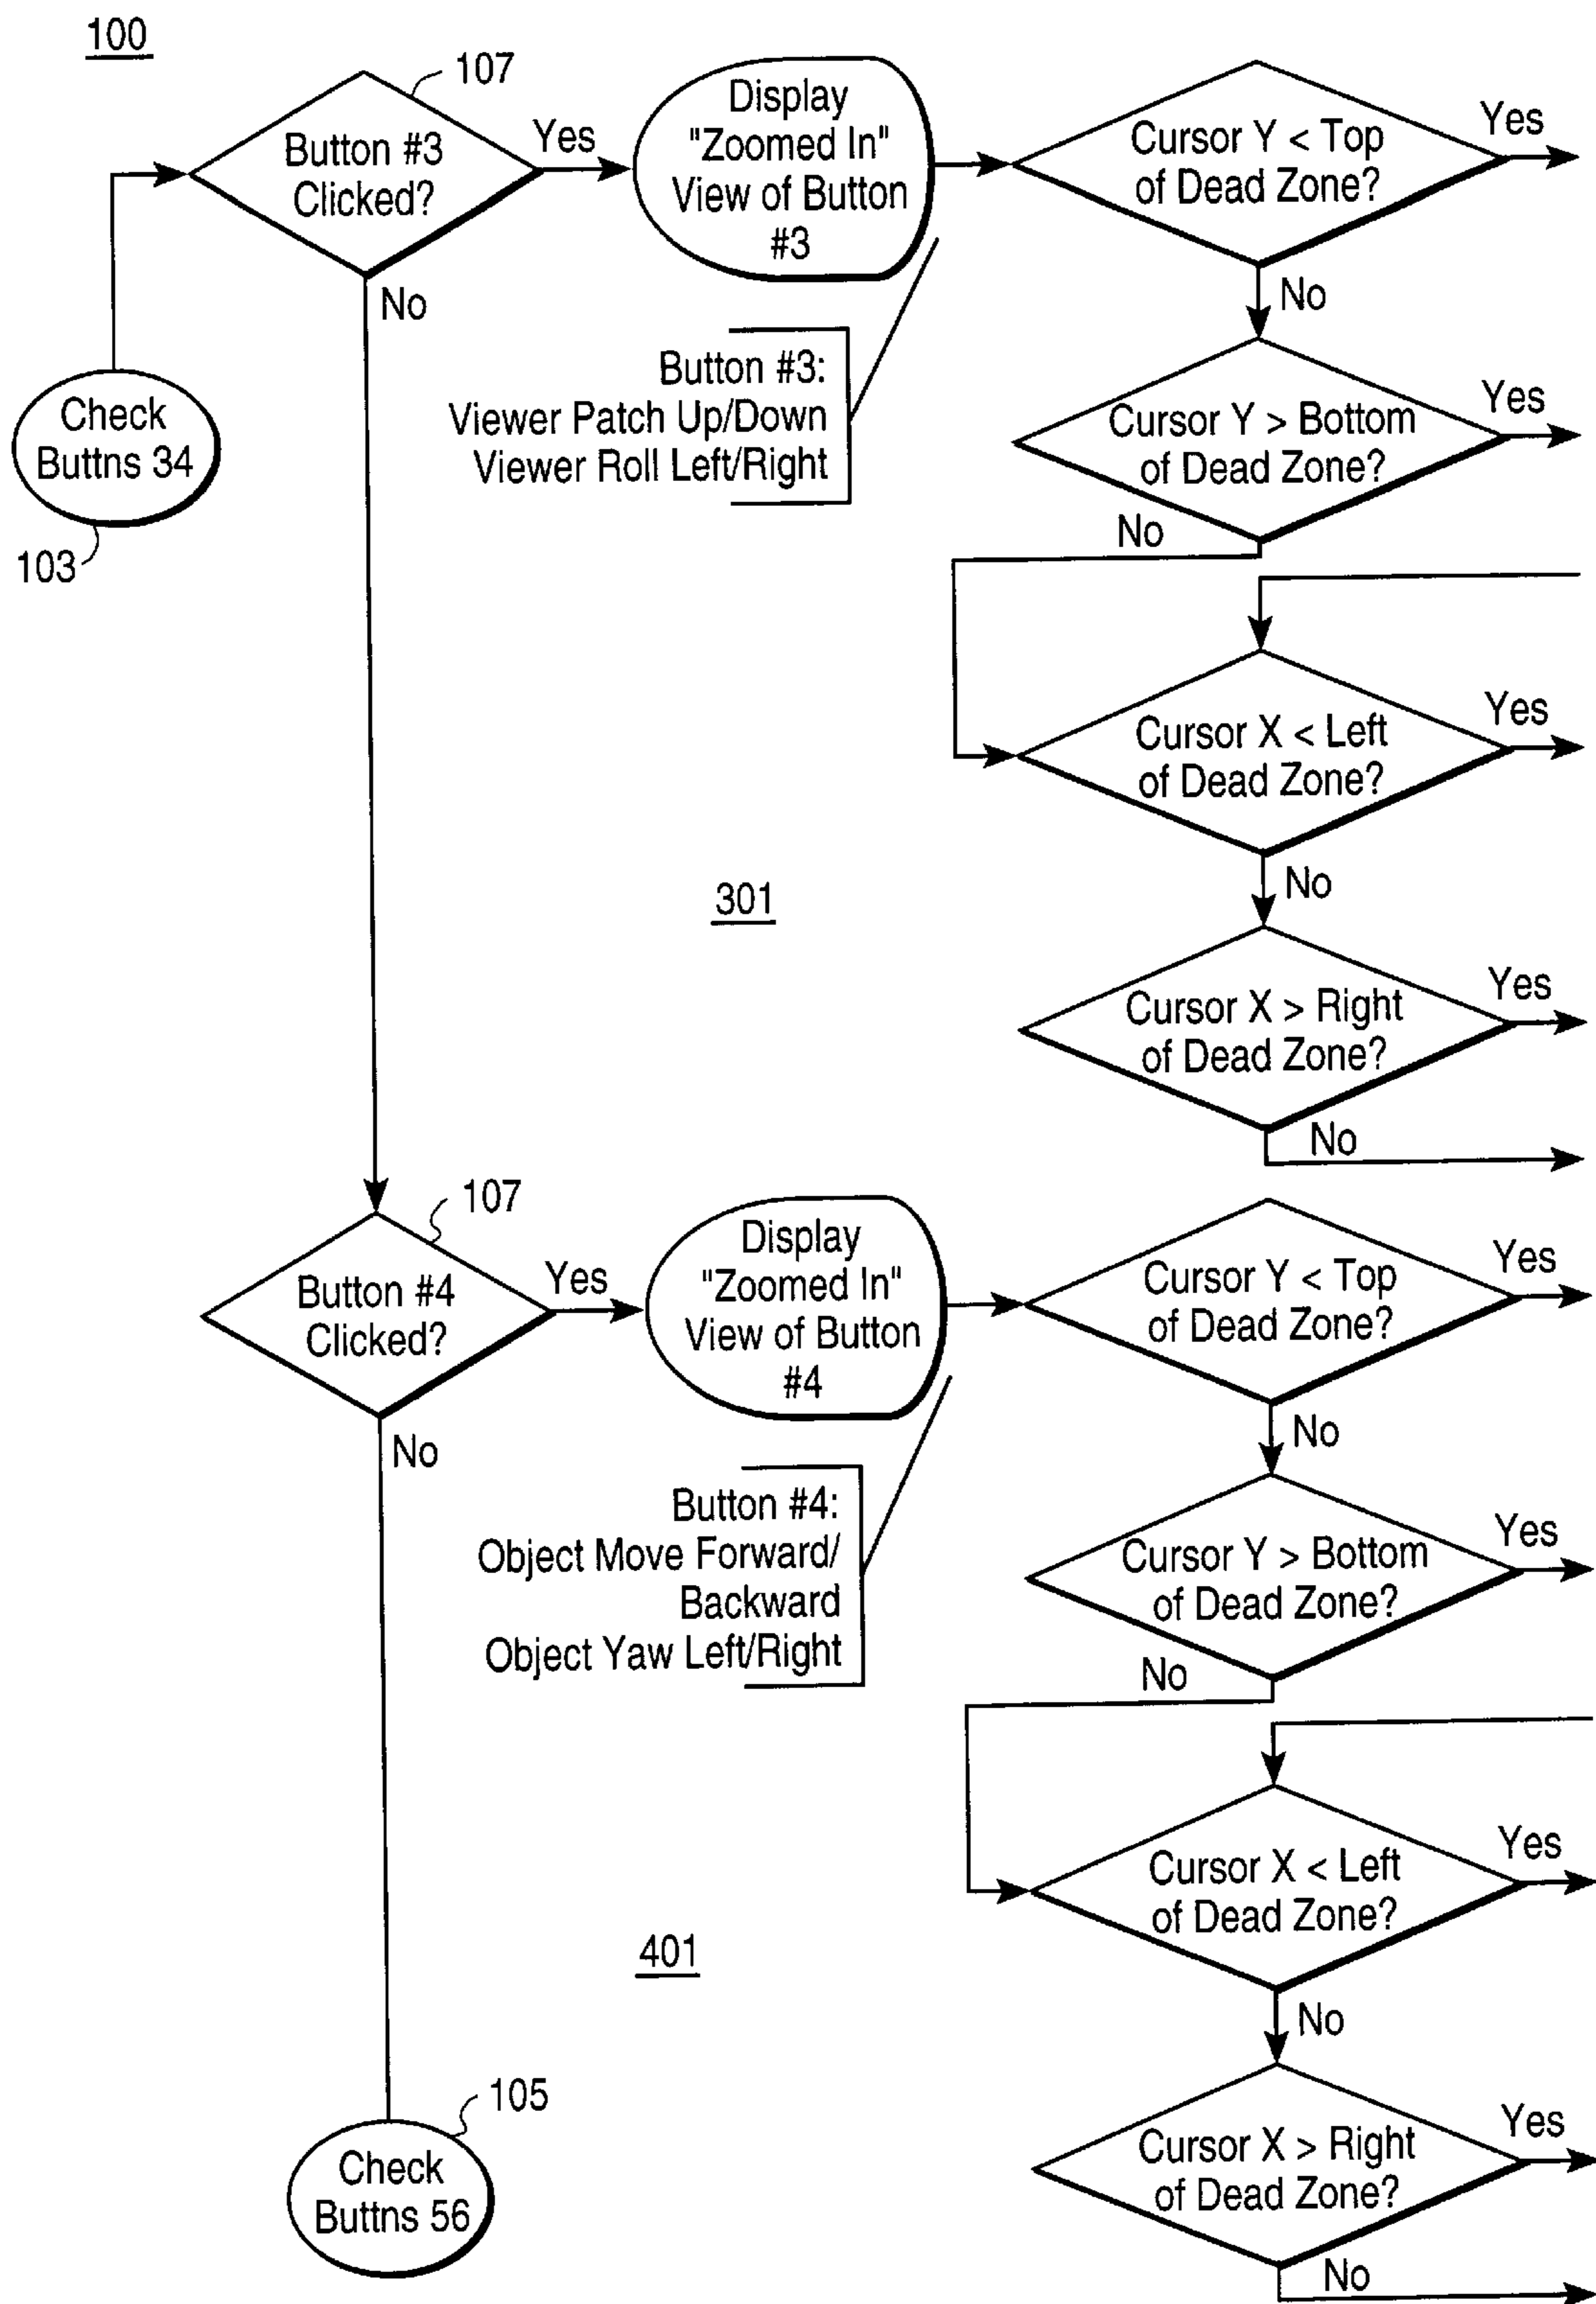 100
107
Button #3
Clicked?
Yes
No
Display
"Zoomed In"
View of Button
#3
Cursor Y < Top
of Dead Zone?
Yes
No
Check
Buttns 34
103
Button #3:
Viewer Patch Up/Down
Viewer Roll Left/Right
Cursor Y > Bottom
of Dead Zone?
Yes
No
Cursor X < Left
of Dead Zone?
Yes
No
301
Cursor X > Right
of Dead Zone?
Yes
No
107
Button #4
Clicked?
Yes
No
Display
"Zoomed In"
View of Button
#4
Cursor Y < Top
of Dead Zone?
Yes
No
Button #4:
Object Move Forward/
Backward
Object Yaw Left/Right
Cursor Y > Bottom
of Dead Zone?
Yes
No
Cursor X < Left
of Dead Zone?
Yes
No
401
Cursor X > Right
of Dead Zone?
Yes
No
105
Check
Buttns 56